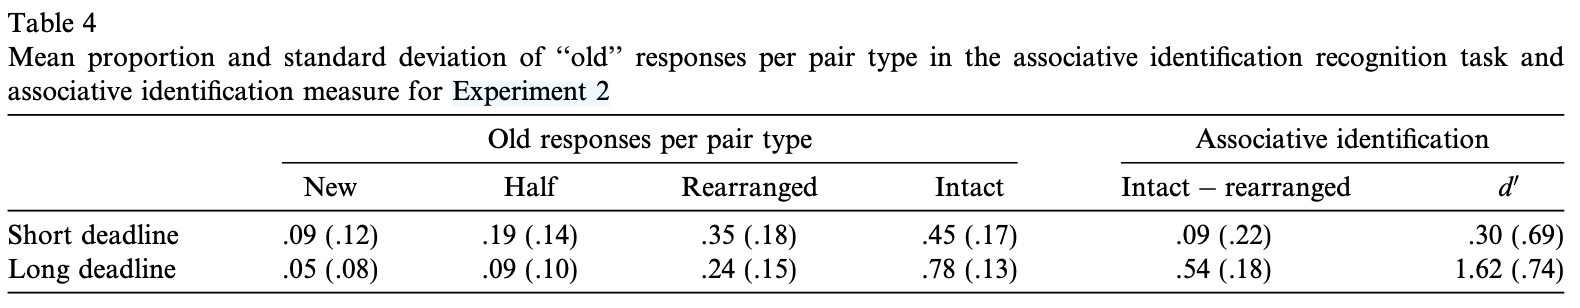 Table 4
Mean proportion and standard deviation of “old” responses per pair type in the associative identification recognition task and
associative identification measure for Experiment 2
Old responses per pair type Associative identification
New Half Rearranged Intact Intact − rearranged d′
Short deadline .09 (.12) .19 (.14) .35 (.18) .45 (.17) .09 (.22) .30 (.69)
Long deadline .05 (.08) .09 (.10) .24 (.15) .78 (.13) .54 (.18) 1.62 (.74)